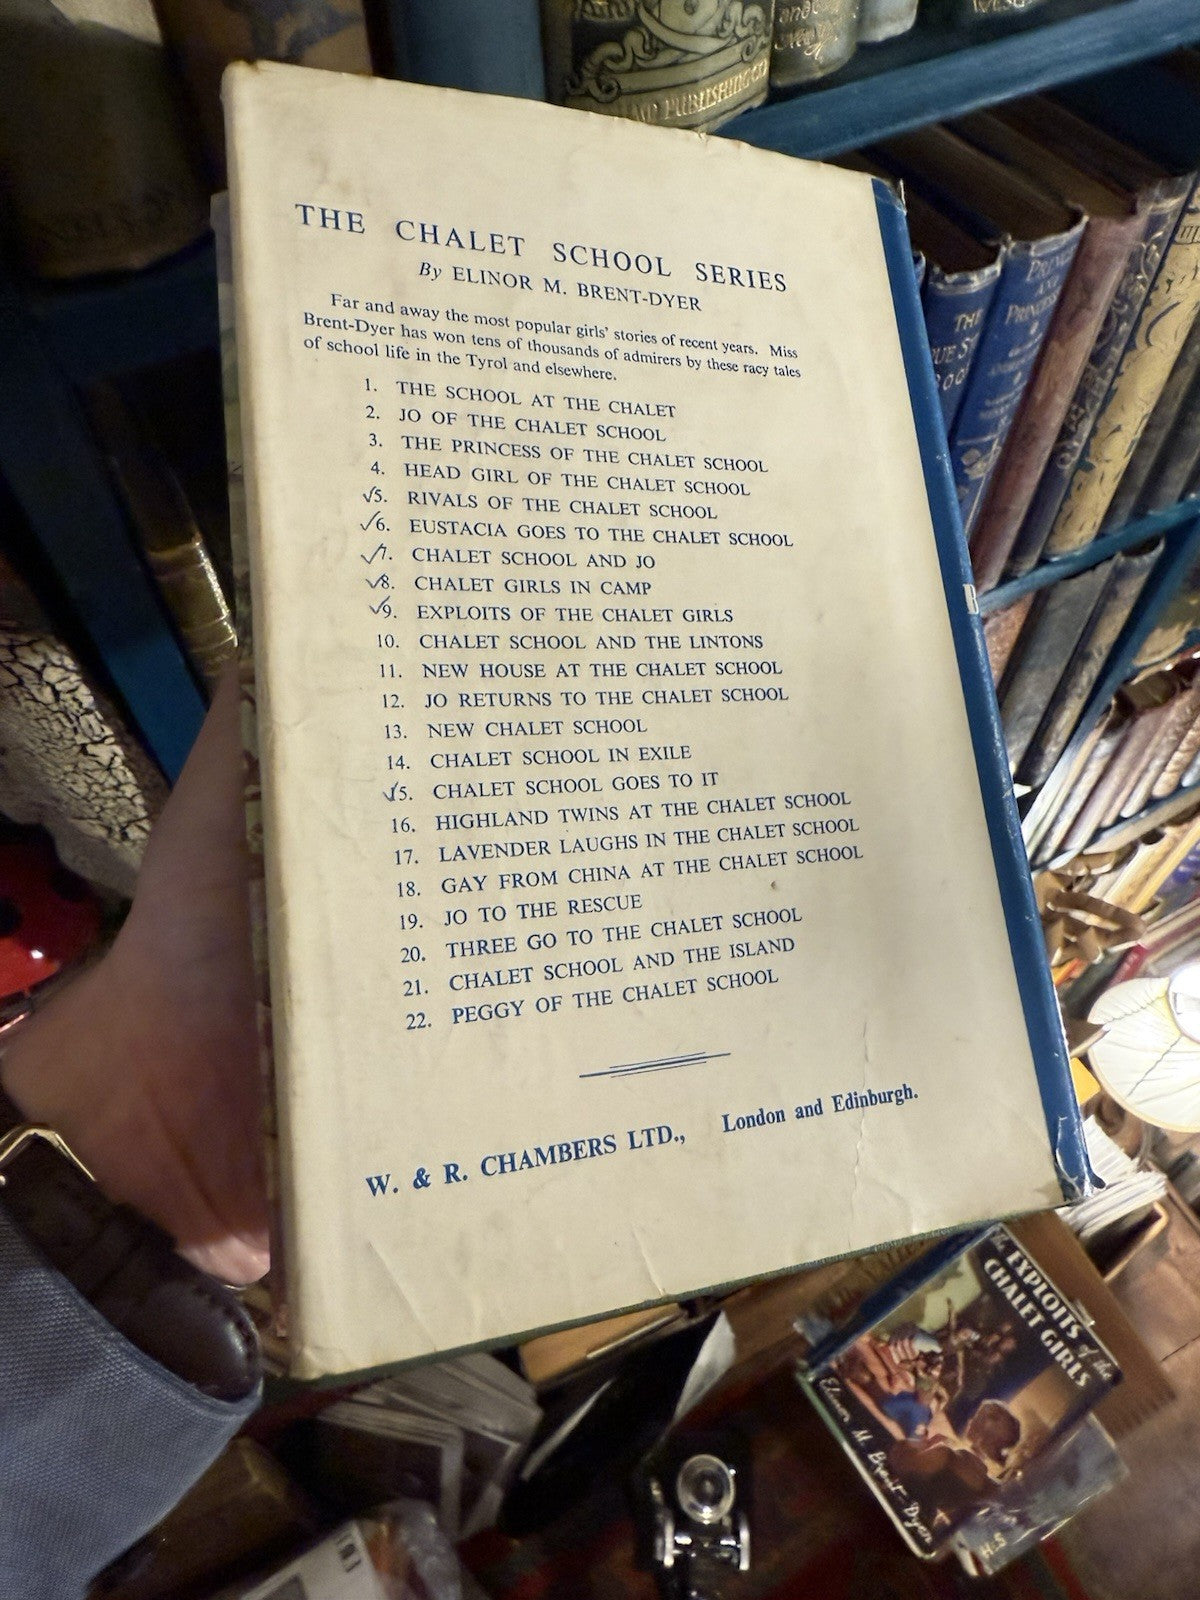 THE CHALET SCHOOL SERIES
By ELINOR M. BRENT-DYER
Far and away the most popular girls' stories of recent years. Miss
Brent-Dyer has won tens of thousands of admirers by these racy tales
of school life in the Tyrol and elsewhere.
1. THE SCHOOL AT THE CHALET
2. JO OF THE CHALET SCHOOL
3. THE PRINCESS OF THE CHALET SCHOOL
4. HEAD GIRL OF THE CHALET SCHOOL
✓5. RIVALS OF THE CHALET SCHOOL
✓6. EUSTACIA GOES TO THE CHALET SCHOOL
✓7. CHALET SCHOOL AND JO
✓8. CHALET GIRLS IN CAMP
✓9. EXPLOITS OF THE CHALET GIRLS
10. CHALET SCHOOL AND THE LINTONS
11. NEW HOUSE AT THE CHALET SCHOOL
12. JO RETURNS TO THE CHALET SCHOOL
13. NEW CHALET SCHOOL
14. CHALET SCHOOL IN EXILE
✓15. CHALET SCHOOL GOES TO IT
16. HIGHLAND TWINS AT THE CHALET SCHOOL
17. LAVENDER LAUGHS IN THE CHALET SCHOOL
18. GAY FROM CHINA AT THE CHALET SCHOOL
19. JO TO THE RESCUE
20. THREE GO TO THE CHALET SCHOOL
21. CHALET SCHOOL AND THE ISLAND
22. PEGGY OF THE CHALET SCHOOL
W. & R. CHAMBERS LTD., London and Edinburgh.
PUBLISHING CO
THE
The EXPLOITS of the
CHALET GIRLS
Elinor M. Brent-Dyer